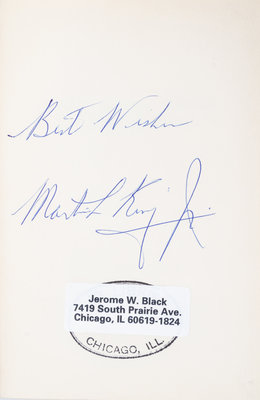 Best Wishes
Martin L King Jr.
Jerome W. Black
7419 South Prairie Ave.
Chicago, IL 60619-1824
CHICAGO, ILL.